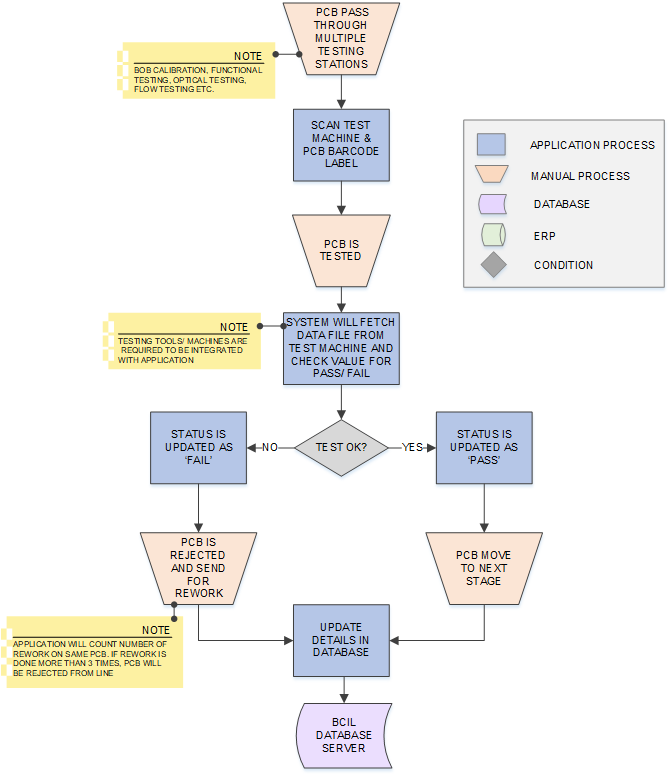 PCB PASS
THROUGH
MULTIPLE
TESTING
STATIONS
NOTE
BOB CALIBRATION, FUNCTIONAL
TESTING, OPTICAL TESTING,
FLOW TESTING ETC.
SCAN TEST
MACHINE &
PCB BARCODE
LABEL
APPLICATION PROCESS
MANUAL PROCESS
DATABASE
ERP
CONDITION
PCB IS
TESTED
NOTE
TESTING TOOLS/ MACHINES ARE
REQUIRED TO BE INTEGRATED
WITH APPLICATION
SYSTEM WILL FETCH
DATA FILE FROM
TEST MACHINE AND
CHECK VALUE FOR
PASS/ FAIL
TEST OK?
NO
YES
STATUS IS
UPDATED AS
‘FAIL’
STATUS IS
UPDATED AS
‘PASS’
PCB IS
REJECTED
AND SEND
FOR
REWORK
PCB MOVE
TO NEXT
STAGE
NOTE
APPLICATION WILL COUNT NUMBER OF
REWORK ON SAME PCB. IF REWORK IS
DONE MORE THAN 3 TIMES, PCB WILL
BE REJECTED FROM LINE
UPDATE
DETAILS IN
DATABASE
BCIL
DATABASE
SERVER